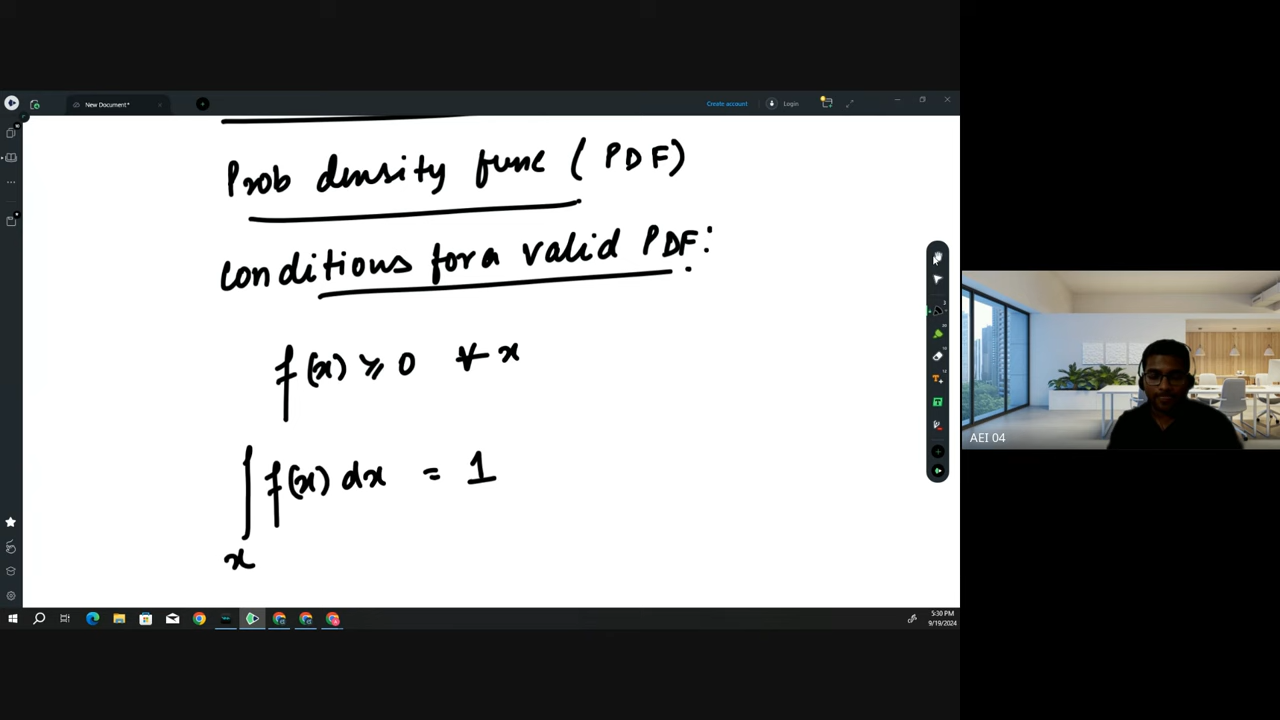 New Document*
Create account
Login
Prob density func (PDF)
conditions for a valid PDF:
f(x) ⩾ 0 ∀ x
∫ f(x) dx = 1
x
AEI 04
5:30 PM
9/19/2024